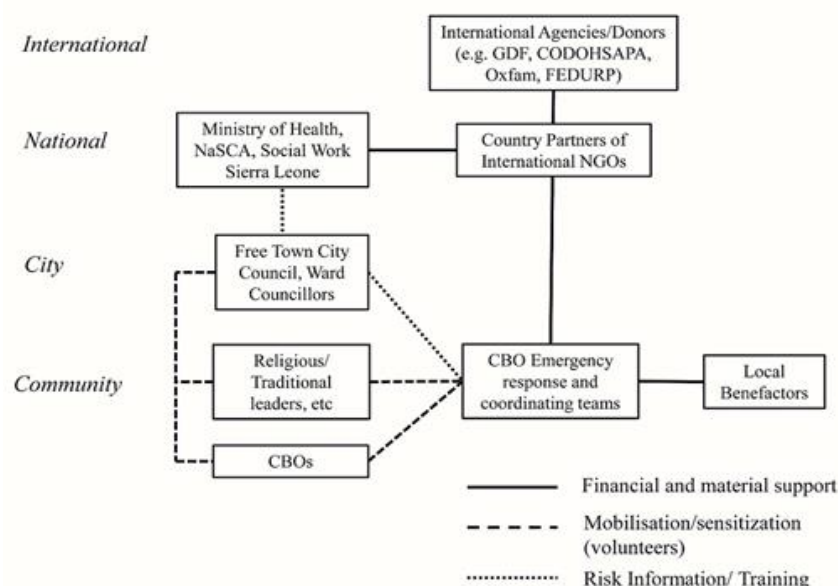 International
International Agencies/Donors
(e.g. GDF, CODOHSAPA,
Oxfam, FEDURP)
National
Ministry of Health,
NaSCA, Social Work
Sierra Leone
Country Partners of
International NGOs
City
Free Town City
Council, Ward
Councillors
Community
Religious/
Traditional
leaders, etc
CBO Emergency
response and
coordinating teams
Local
Benefactors
CBOs
Financial and material support
Mobilisation/sensitization
(volunteers)
Risk Information/ Training